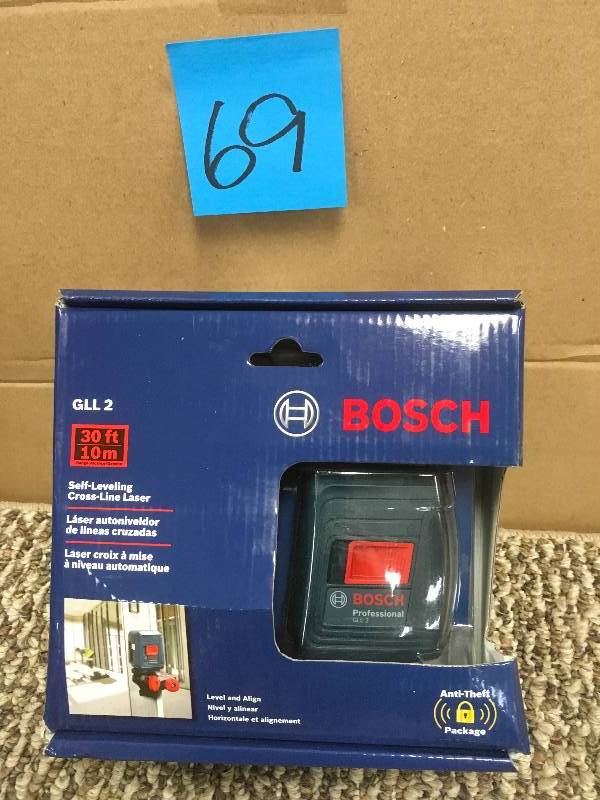 69
GLL 2
BOSCH
30 ft
10m
Self-Leveling
Cross-Line Laser
Láser autonivelador
de líneas cruzadas
Laser croix à mise
à niveau automatique
BOSCH
Professional
GLL 2
Level and Align
Nivel y alinear
Horizontale et alignement
Anti-Theft
Package